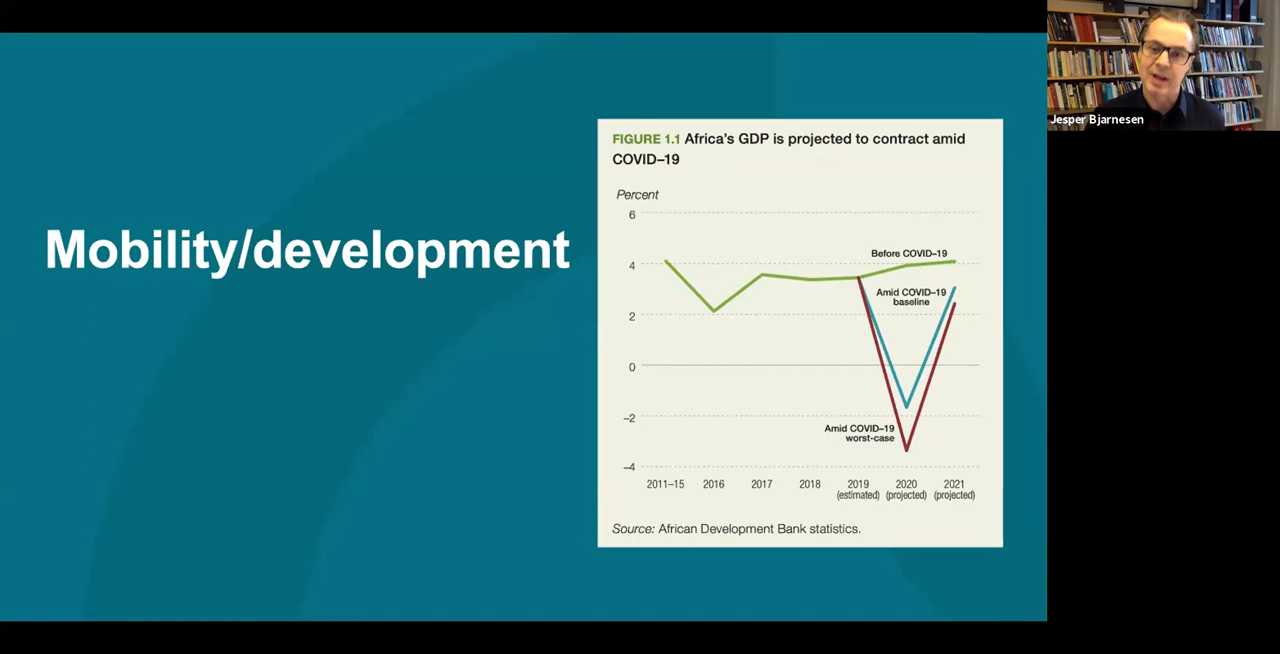 Mobility/development
FIGURE 1.1 Africa's GDP is projected to contract amid
COVID–19
Percent
6
4
2
0
–2
–4
Before COVID–19
Amid COVID–19
baseline
Amid COVID–19
worst-case
2011–15 2016 2017 2018 2019 2020 2021
(estimated) (projected) (projected)
Source: African Development Bank statistics.
Jesper Bjarnesen